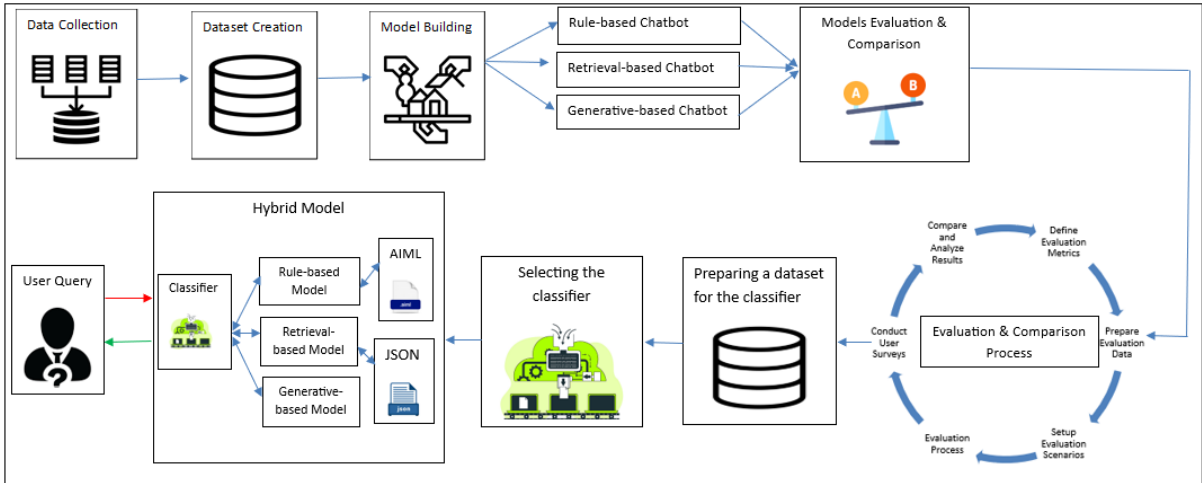 Data Collection
Dataset Creation
Model Building
Rule-based Chatbot
Retrieval-based Chatbot
Generative-based Chatbot
Models Evaluation &
Comparison
A
B
Hybrid Model
User Query
Classifier
Rule-based
Model
Retrieval-
based Model
Generative-
based Model
AIML
.aiml
JSON
json
Selecting the
classifier
Preparing a dataset
for the classifier
Compare
and
Analyze
Results
Define
Evaluation
Metrics
Conduct
User
Surveys
Evaluation & Comparison
Process
Prepare
Evaluation
Data
Evaluation
Process
Setup
Evaluation
Scenarios